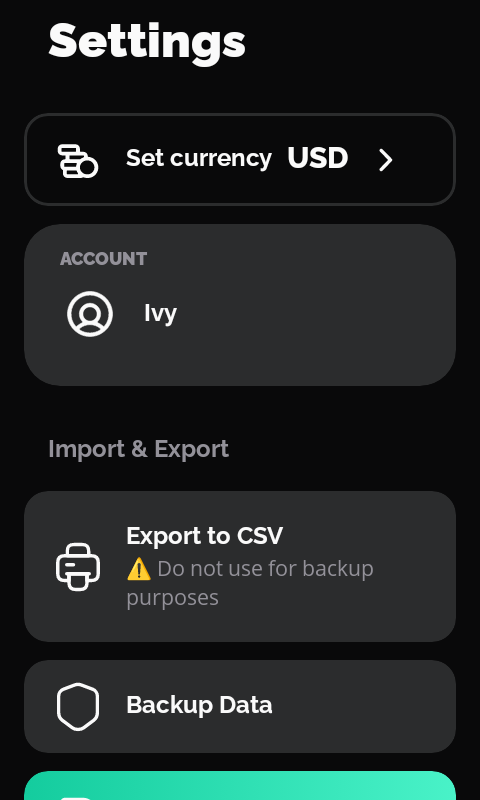 Settings
Set currency USD
ACCOUNT
Ivy
Import & Export
Export to CSV
⚠️ Do not use for backup
purposes
Backup Data